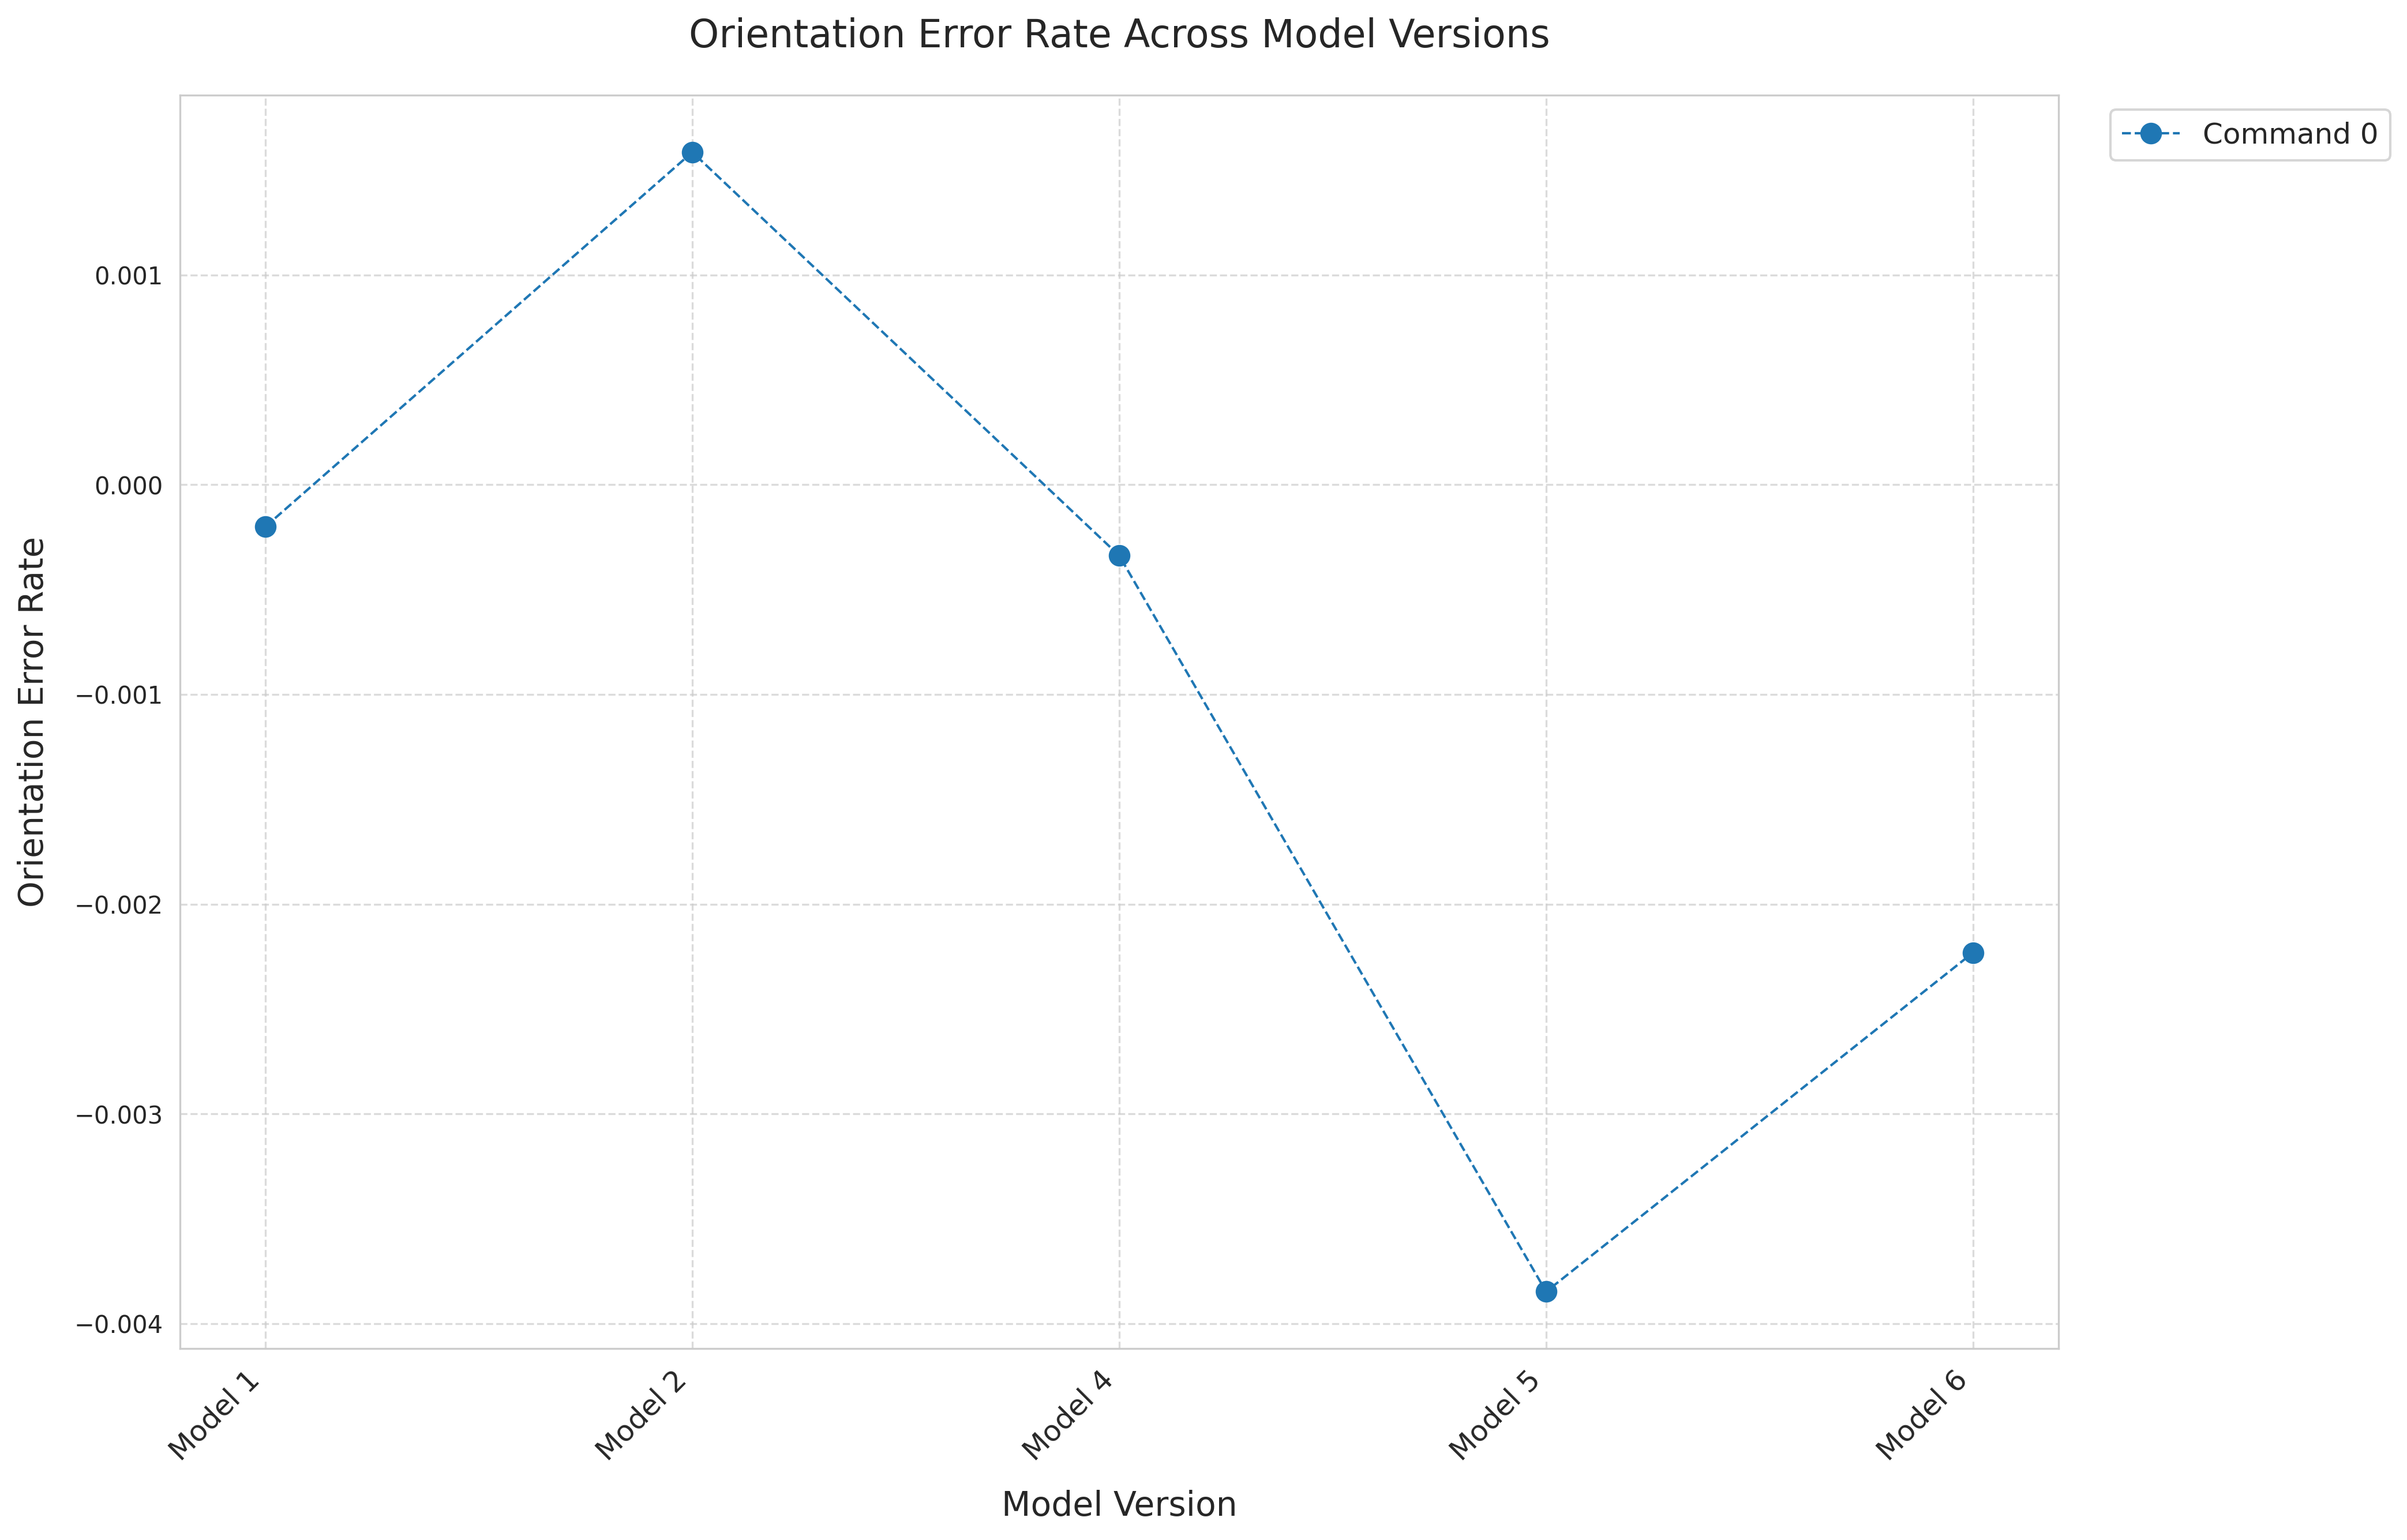 Orientation Error Rate Across Model Versions
Command 0
Orientation Error Rate
0.001
0.000
−0.001
−0.002
−0.003
−0.004
Model 1
Model 2
Model 4
Model 5
Model 6
Model Version